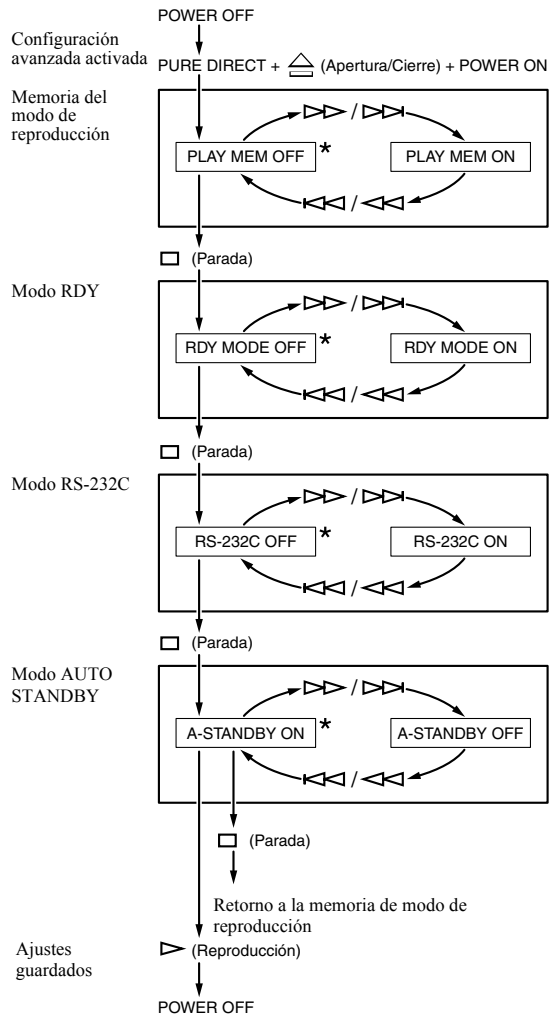 POWER OFF
Configuración
avanzada activada
PURE DIRECT + (Apertura/Cierre) + POWER ON
Memoria del
modo de
reproducción
/
PLAY MEM OFF *
PLAY MEM ON
/
(Parada)
Modo RDY
/
RDY MODE OFF *
RDY MODE ON
/
(Parada)
Modo RS-232C
/
RS-232C OFF *
RS-232C ON
/
(Parada)
Modo AUTO
STANDBY
/
A-STANDBY ON *
A-STANDBY OFF
/
(Parada)
Retorno a la memoria de modo de
reproducción
Ajustes
guardados
(Reproducción)
POWER OFF